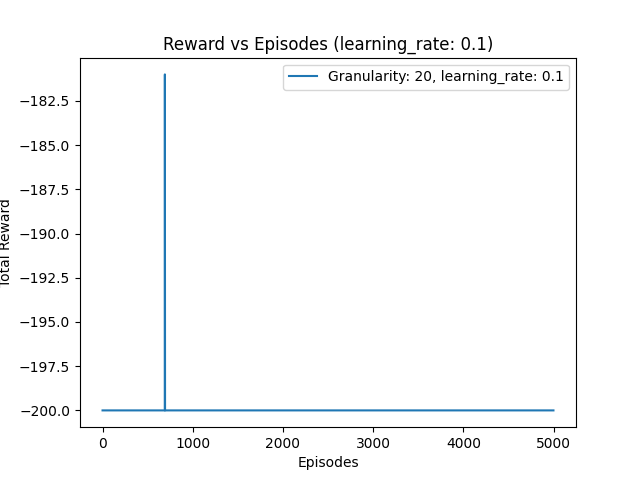 Reward vs Episodes (learning_rate: 0.1)
Granularity: 20, learning_rate: 0.1
−182.5
−185.0
−187.5
−190.0
−192.5
−195.0
−197.5
−200.0
Total Reward
0 1000 2000 3000 4000 5000
Episodes